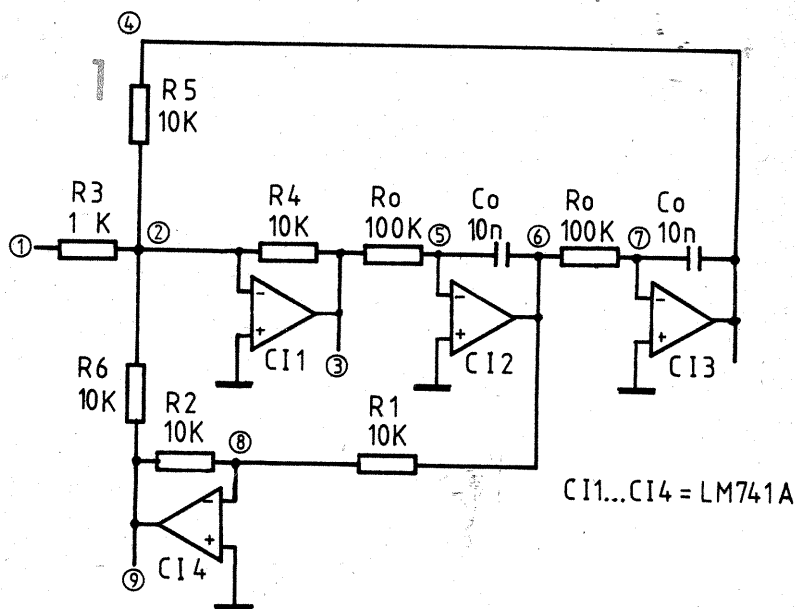 ④
1
R5
10K
R3
1 K
②
R4
10K
Ro
100K
⑤
Co
10n
⑥
Ro
100K
⑦
Co
10n
①
-
+
CI1
③
-
+
CI2
-
+
CI3
R6
10K
R2
10K
⑧
R1
10K
-
+
CI4
⑨
CI1...CI4=LM741A